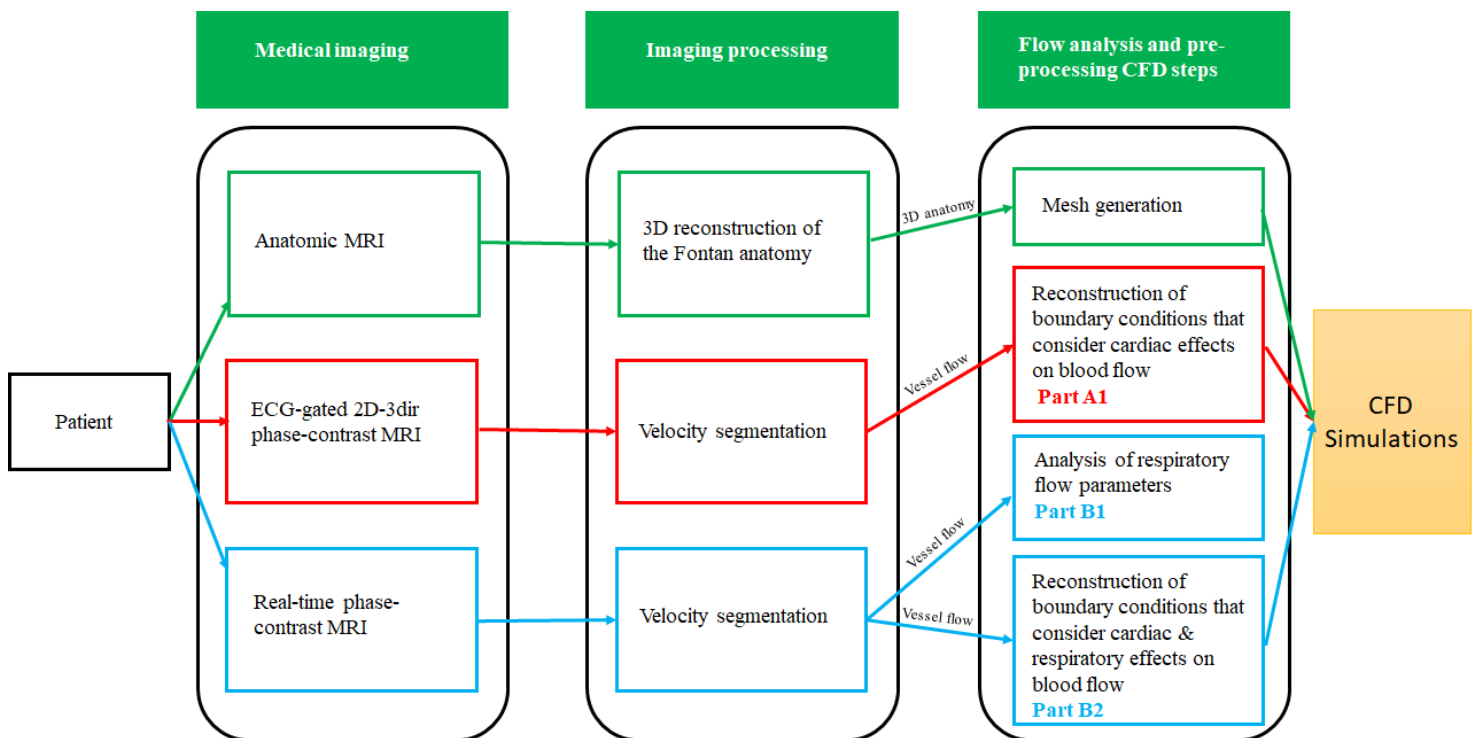 Medical imaging
Imaging processing
Flow analysis and pre-
processing CFD steps
Patient
Anatomic MRI
3D reconstruction of
the Fontan anatomy
3D anatomy
Mesh generation
ECG-gated 2D-3dir
phase-contrast MRI
Velocity segmentation
Vessel flow
Reconstruction of
boundary conditions that
consider cardiac effects
on blood flow
Part A1
Real-time phase-
contrast MRI
Velocity segmentation
Vessel flow
Analysis of respiratory
flow parameters
Part B1
Vessel flow
Reconstruction of
boundary conditions that
consider cardiac &
respiratory effects on
blood flow
Part B2
CFD
Simulations